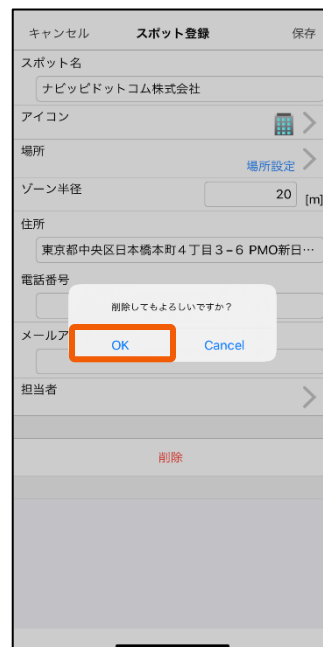 キャンセル スポット登録 保存
スポット名
ナビッピドットコム株式会社
アイコン
場所
場所設定
ゾーン半径 20 [m]
住所
東京都中央区日本橋本町４丁目３−６ PMO新日…
電話番号
削除してもよろしいですか？
メールア
OK Cancel
担当者
削除